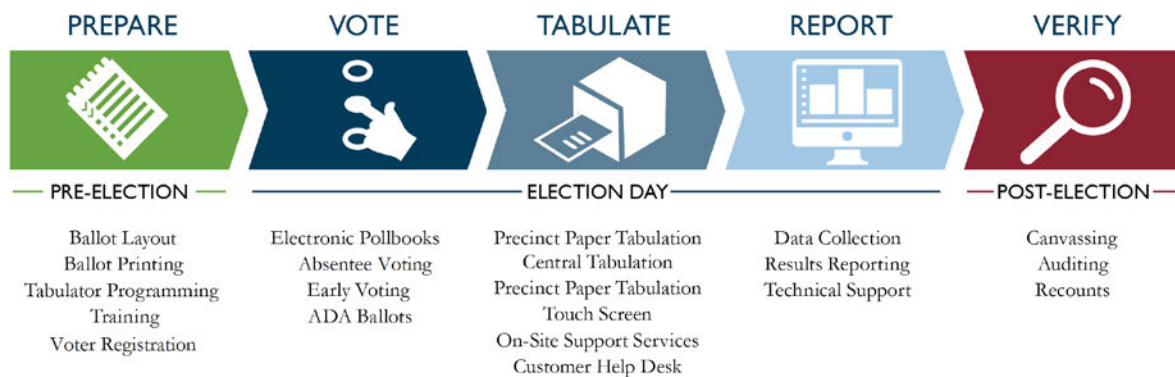 PREPARE
VOTE
TABULATE
REPORT
VERIFY
PRE-ELECTION
ELECTION DAY
POST-ELECTION
Ballot Layout
Ballot Printing
Tabulator Programming
Training
Voter Registration
Electronic Pollbooks
Absentee Voting
Early Voting
ADA Ballots
Precinct Paper Tabulation
Central Tabulation
Precinct Paper Tabulation
Touch Screen
On-Site Support Services
Customer Help Desk
Data Collection
Results Reporting
Technical Support
Canvassing
Auditing
Recounts